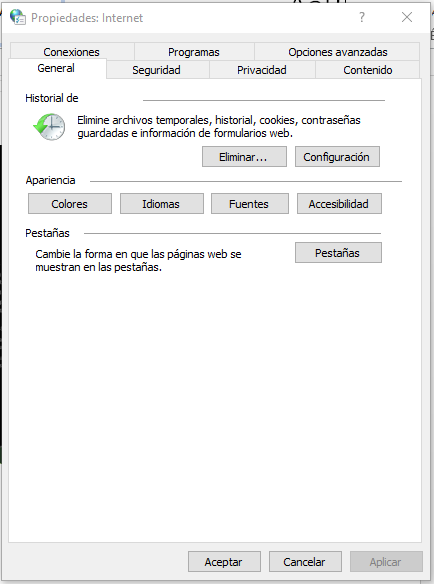 Propiedades: Internet
?
Conexiones
Programas
Opciones avanzadas
General
Seguridad
Privacidad
Contenido
Historial de
Elimine archivos temporales, historial, cookies, contraseñas
guardadas e información de formularios web.
Eliminar...
Configuración
Apariencia
Colores
Idiomas
Fuentes
Accesibilidad
Pestañas
Cambie la forma en que las páginas web se
muestran en las pestañas.
Pestañas
Aceptar
Cancelar
Aplicar